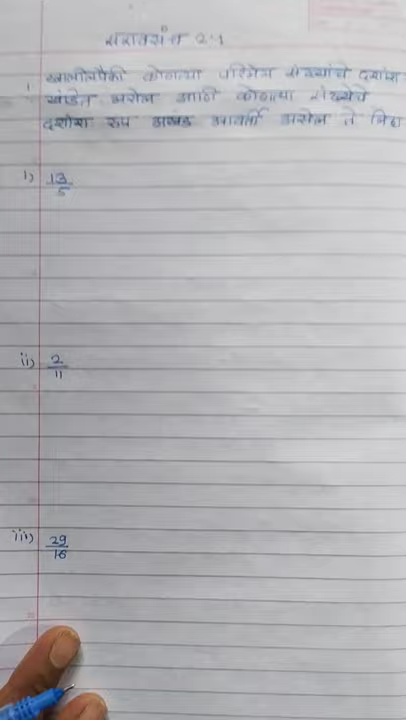 सरावसंच 2.1
1. खालीलपैकी कोणत्या परिमेय संख्यांचे दशांश
खंडित असेल आणि कोणत्या संख्येचे
दशांश रूप अखंड आवर्ती असेल ते लिहा
i) 13/5
ii) 2/11
iii) 29/16